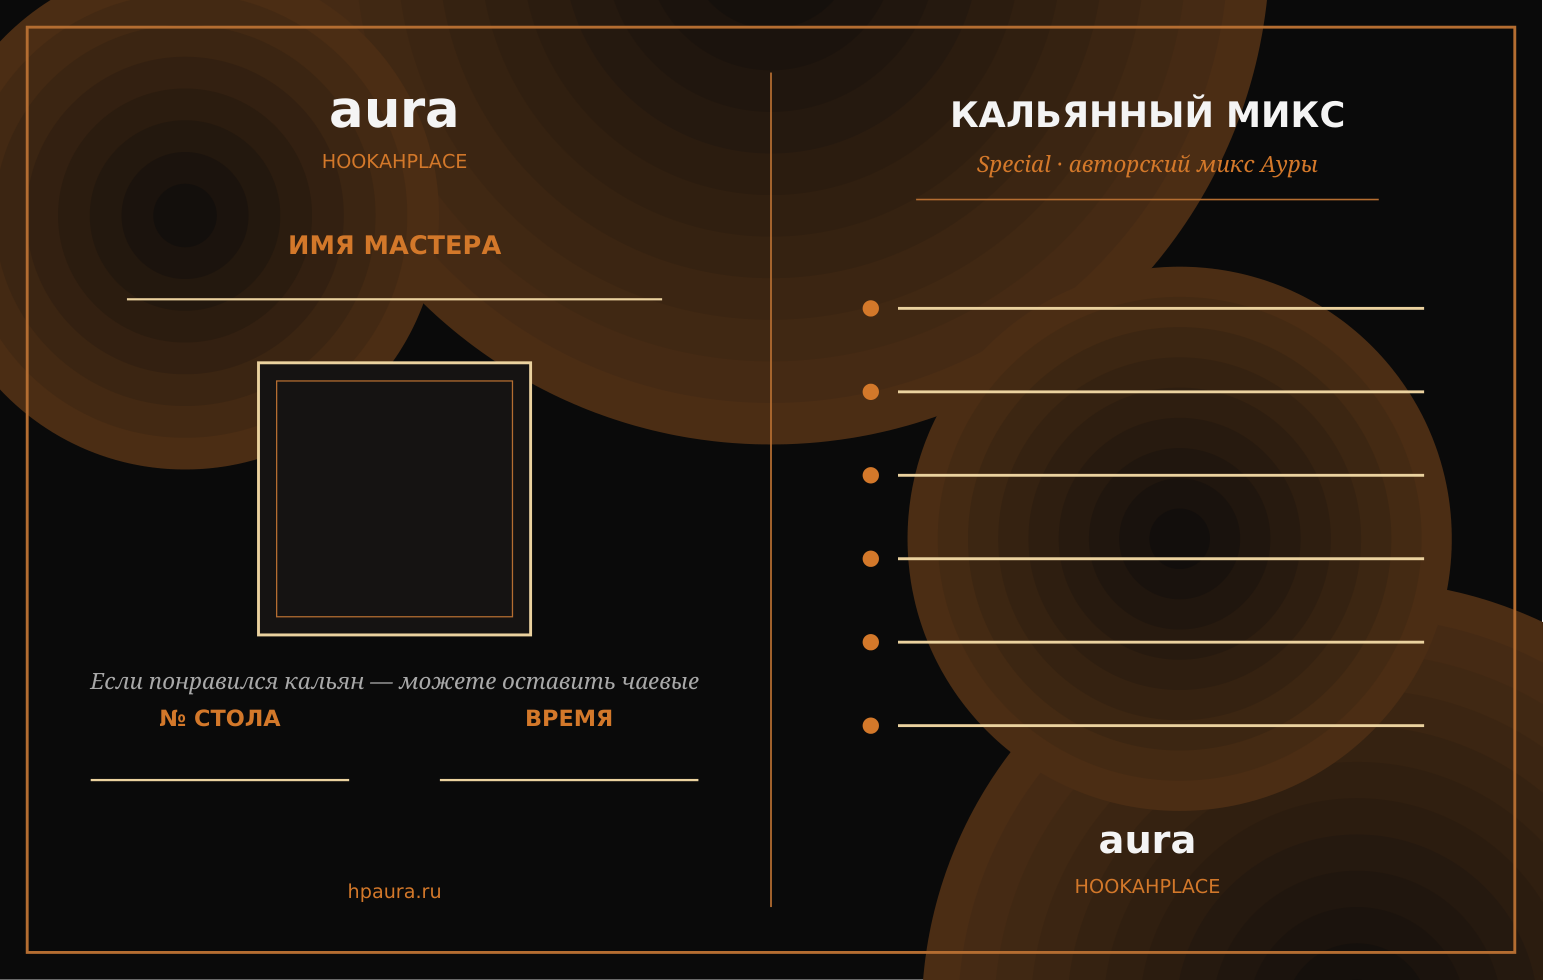 aura
HOOKAHPLACE
ИМЯ МАСТЕРА
Если понравился кальян — можете оставить чаевые
№ СТОЛА
ВРЕМЯ
hpaura.ru
КАЛЬЯННЫЙ МИКС
Special · авторский микс Ауры
aura
HOOKAHPLACE